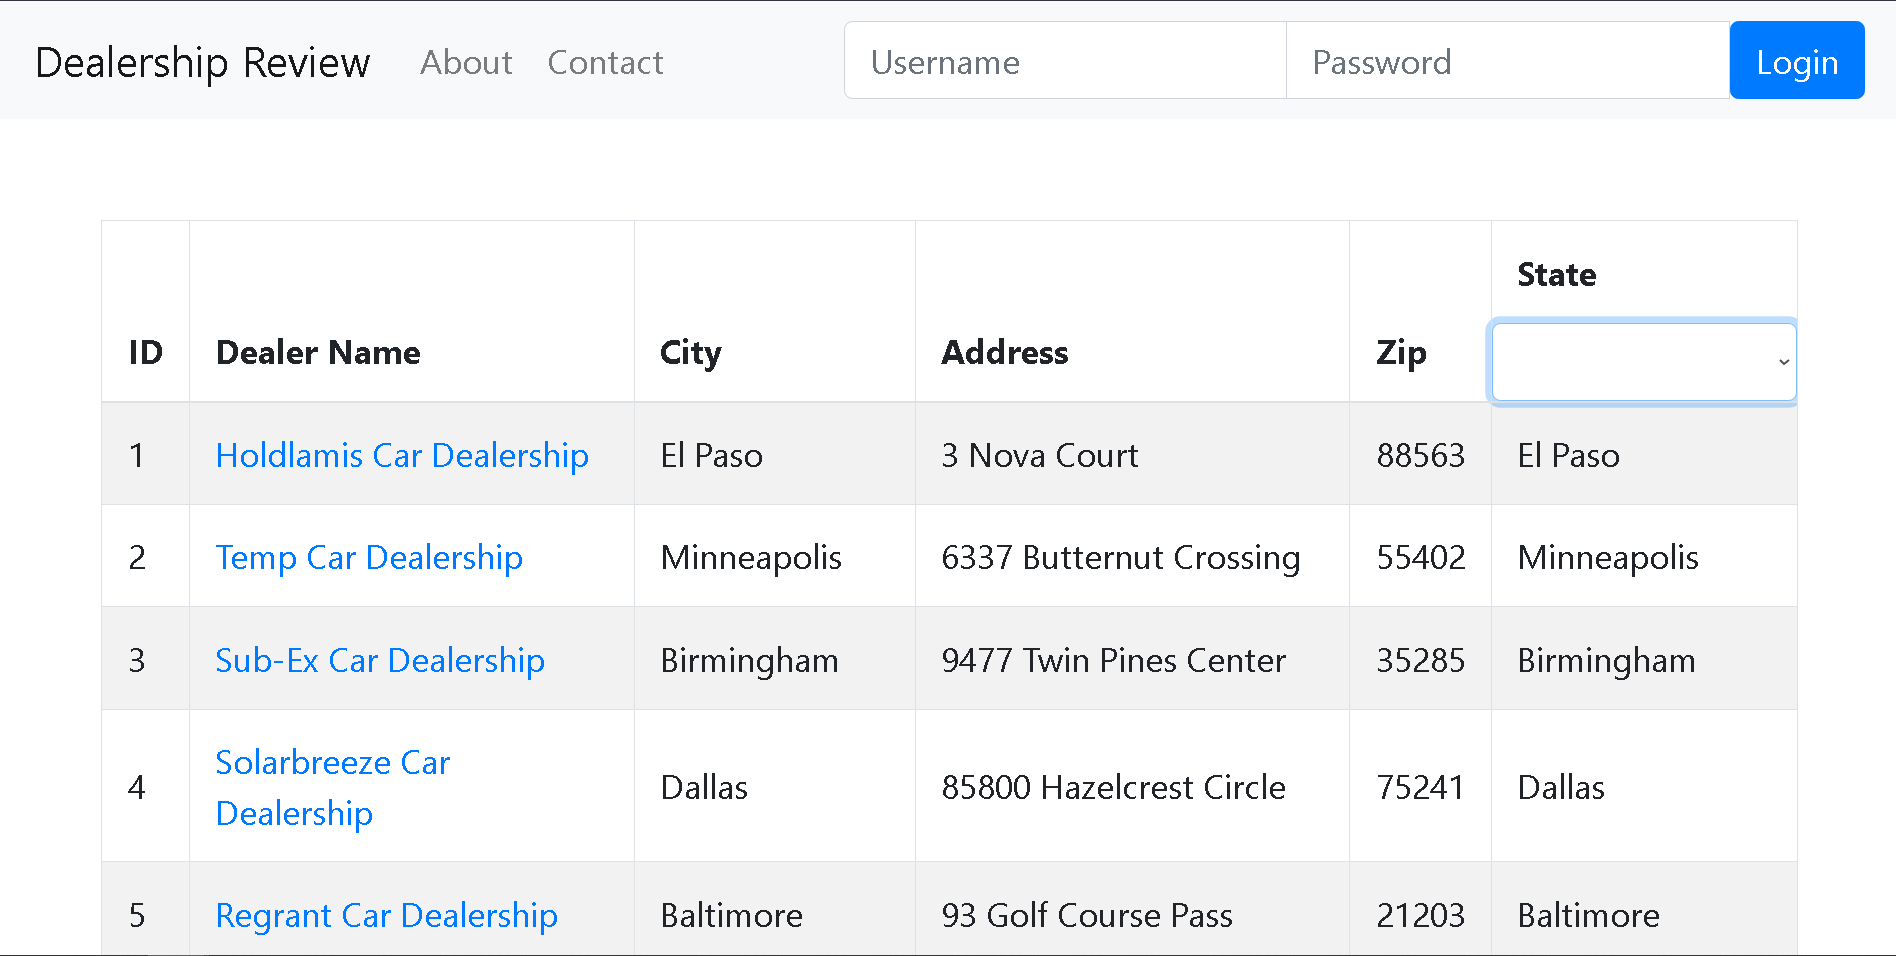 Dealership Review About Contact Username Password Login
State
ID Dealer Name City Address Zip
1 Holdlamis Car Dealership El Paso 3 Nova Court 88563 El Paso
2 Temp Car Dealership Minneapolis 6337 Butternut Crossing 55402 Minneapolis
3 Sub-Ex Car Dealership Birmingham 9477 Twin Pines Center 35285 Birmingham
4 Solarbreeze Car Dallas 85800 Hazelcrest Circle 75241 Dallas
Dealership
5 Regrant Car Dealership Baltimore 93 Golf Course Pass 21203 Baltimore